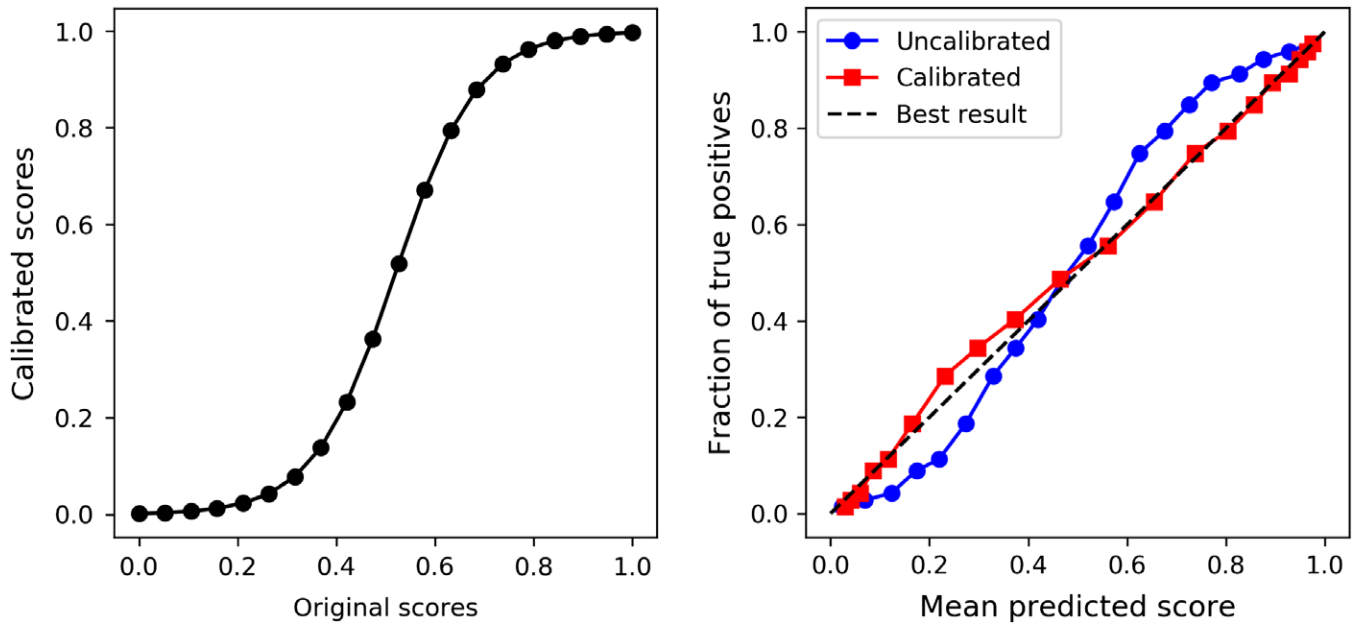 Calibrated scores
1.0
0.8
0.6
0.4
0.2
0.0
0.0 0.2 0.4 0.6 0.8 1.0
Original scores
Fraction of true positives
1.0
0.8
0.6
0.4
0.2
0.0
Uncalibrated
Calibrated
Best result
0.0 0.2 0.4 0.6 0.8 1.0
Mean predicted score